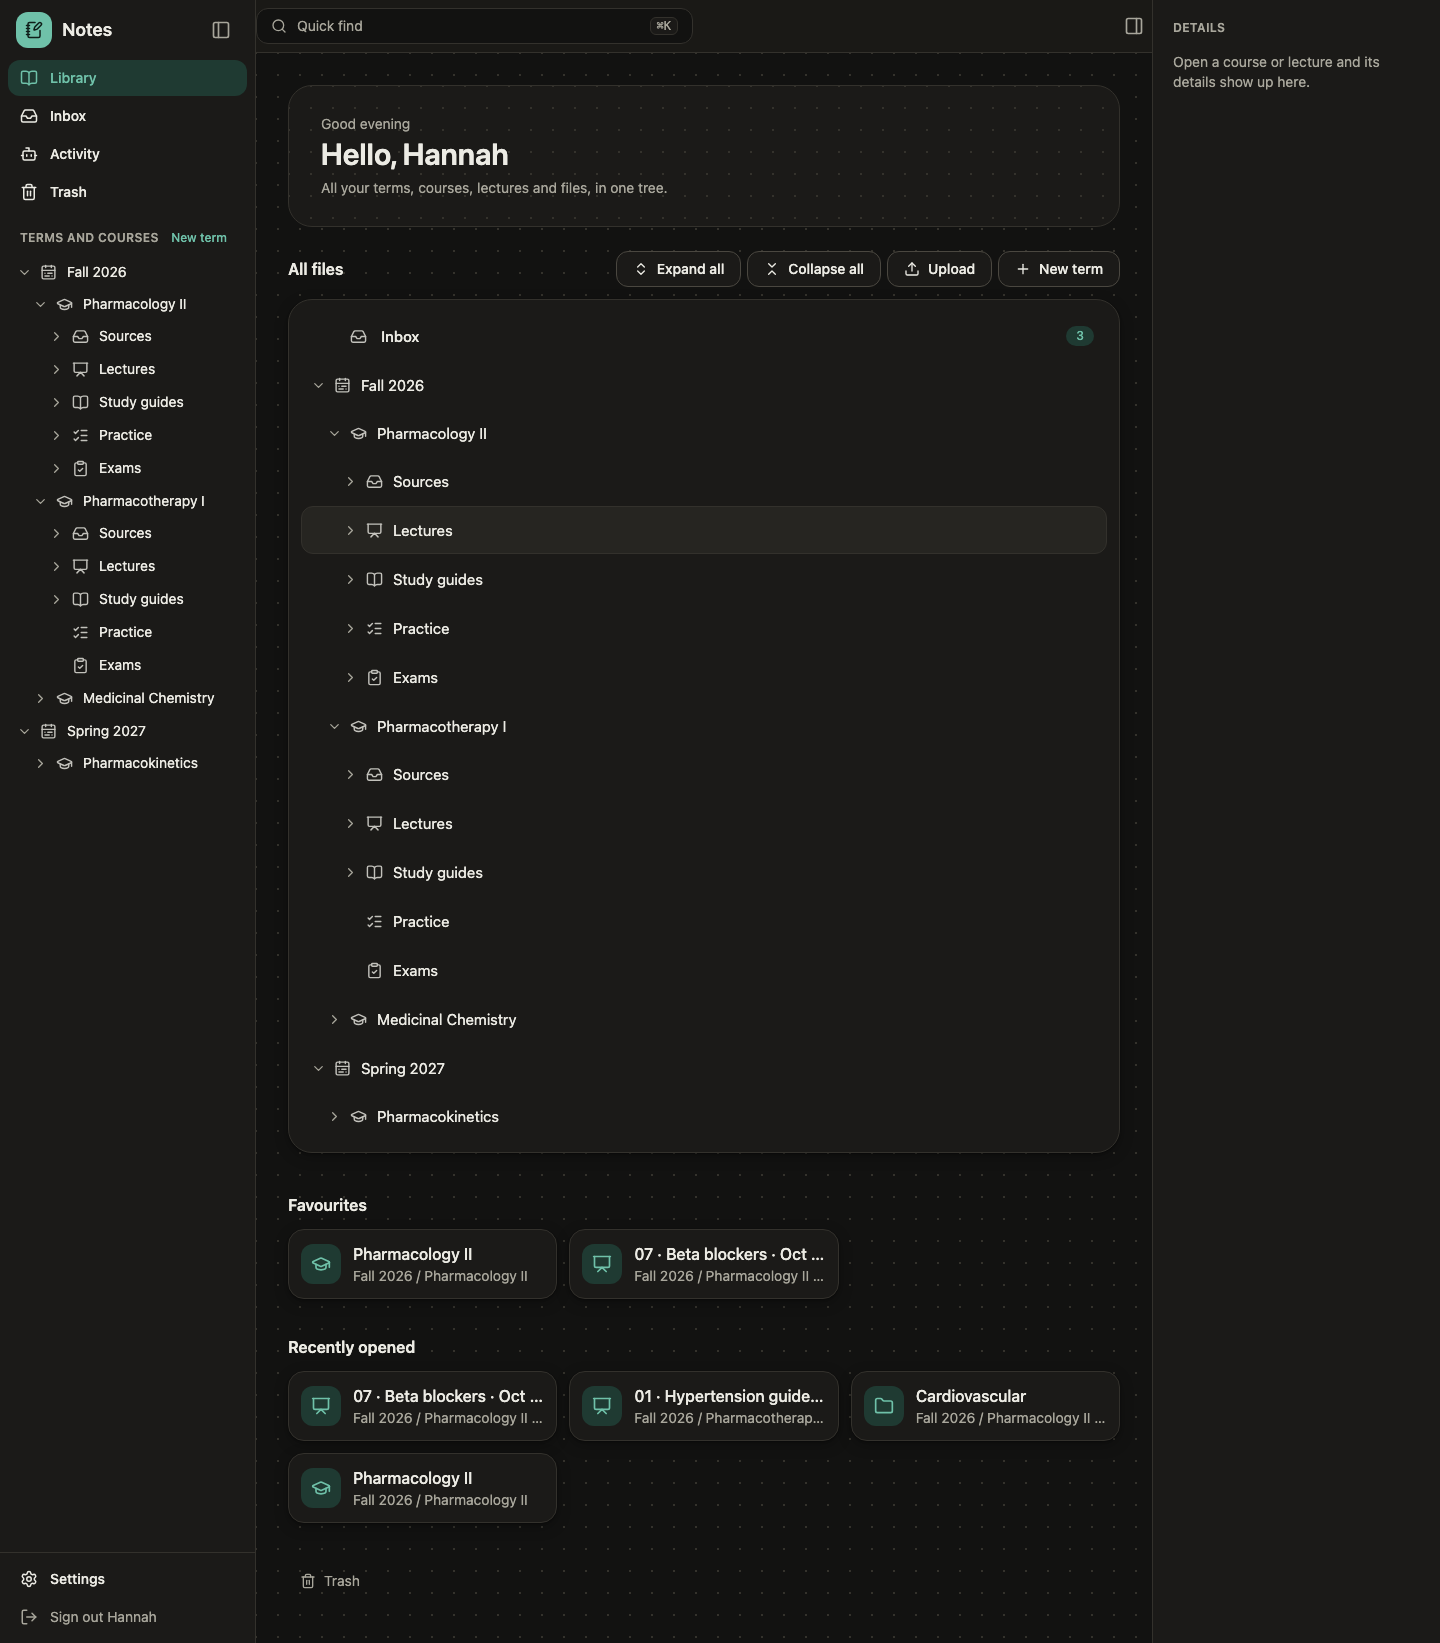 Notes
Library
Inbox
Activity
Trash
TERMS AND COURSES New term
Fall 2026
Pharmacology II
Sources
Lectures
Study guides
Practice
Exams
Pharmacotherapy I
Sources
Lectures
Study guides
Practice
Exams
Medicinal Chemistry
Spring 2027
Pharmacokinetics
Settings
Sign out Hannah
Quick find ⌘K
Good evening
Hello, Hannah
All your terms, courses, lectures and files, in one tree.
All files
Expand all
Collapse all
Upload
New term
Inbox 3
Fall 2026
Pharmacology II
Sources
Lectures
Study guides
Practice
Exams
Pharmacotherapy I
Sources
Lectures
Study guides
Practice
Exams
Medicinal Chemistry
Spring 2027
Pharmacokinetics
Favourites
Pharmacology II
Fall 2026 / Pharmacology II
07 · Beta blockers · Oct ...
Fall 2026 / Pharmacology II ...
Recently opened
07 · Beta blockers · Oct ...
Fall 2026 / Pharmacology II ...
01 · Hypertension guide...
Fall 2026 / Pharmacotherap...
Cardiovascular
Fall 2026 / Pharmacology II ...
Pharmacology II
Fall 2026 / Pharmacology II
Trash
DETAILS
Open a course or lecture and its
details show up here.